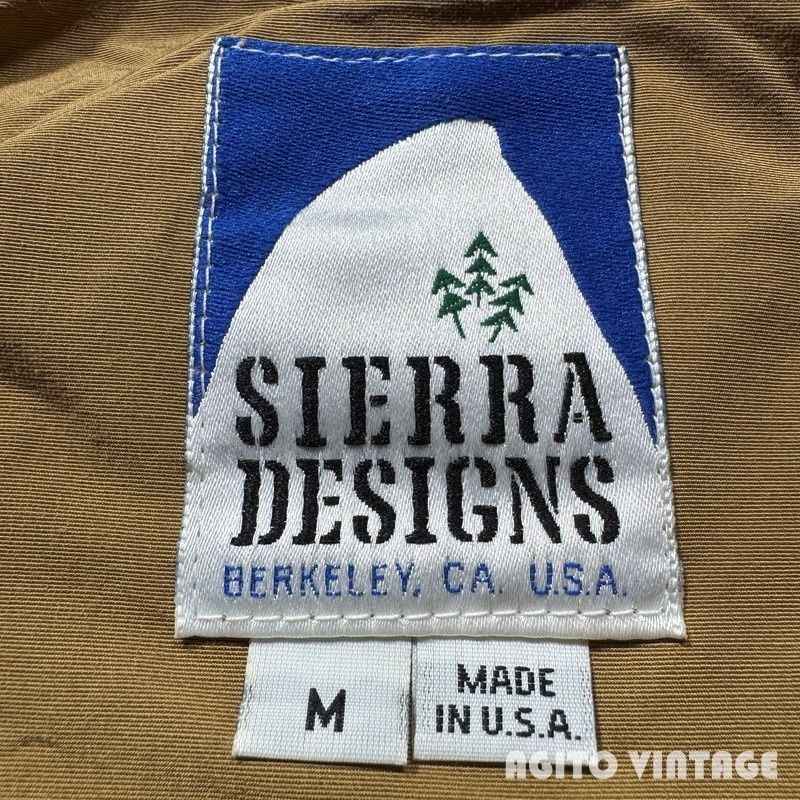 SIERRA
DESIGNS
BERKELEY, CA. U.S.A.
M
MADE
IN U.S.A.
AGITO VINTAGE